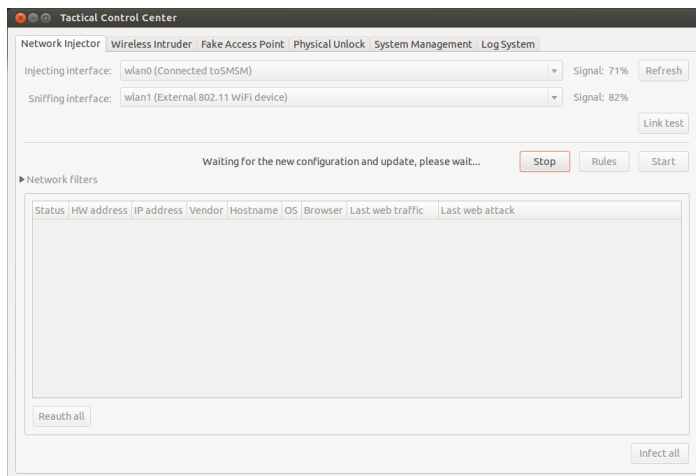 Tactical Control Center
Network Injector Wireless Intruder Fake Access Point Physical Unlock System Management Log System
Injecting interface: wlan0 (Connected toSMSM) Signal: 71% Refresh
Sniffing interface: wlan1 (External 802.11 WiFi device) Signal: 82%
Link test
Waiting for the new configuration and update, please wait... Stop Rules Start
Network filters
Status HW address IP address Vendor Hostname OS Browser Last web traffic Last web attack
Reauth all
Infect all